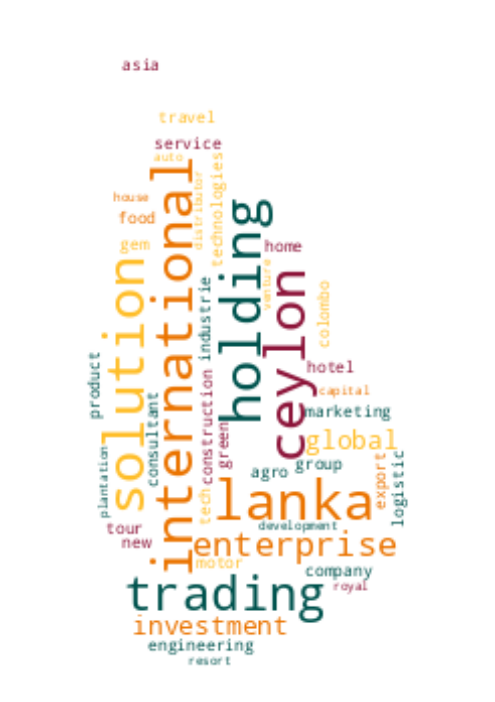 asia
travel
service
auto
technologies
distributor
international
house
food
holding
gem
home
solution
venture
ceylon
industrie
colombo
product
hotel
construction
capital
consultant
marketing
green
global
plantation
group
agro
export
logistic
lanka
tech
tour
development
new
enterprise
motor
company
trading
royal
investment
engineering
resort